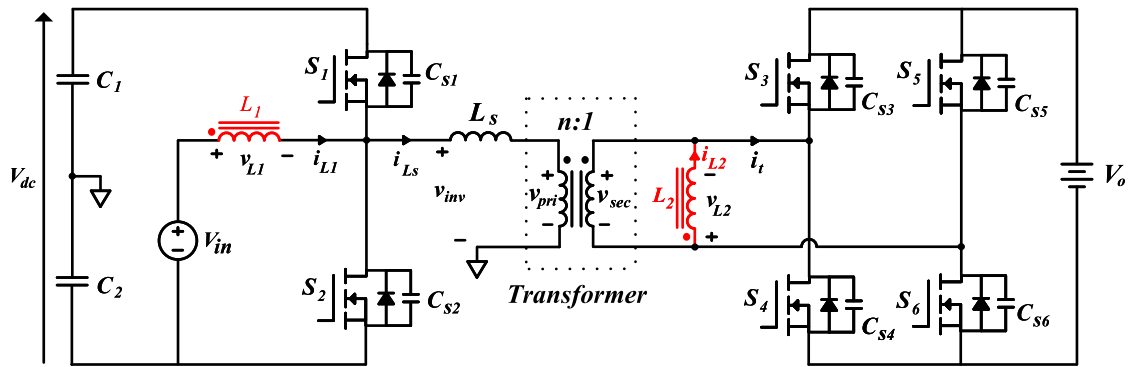 V_dc
C_1
C_2
V_in
L_1
v_L1
i_L1
S_1
C_S1
S_2
C_S2
L_s
i_Ls
v_inv
n:1
v_pri
v_sec
Transformer
i_L2
L_2
v_L2
i_t
S_3
C_S3
S_4
C_S4
S_5
C_S5
S_6
C_S6
V_o